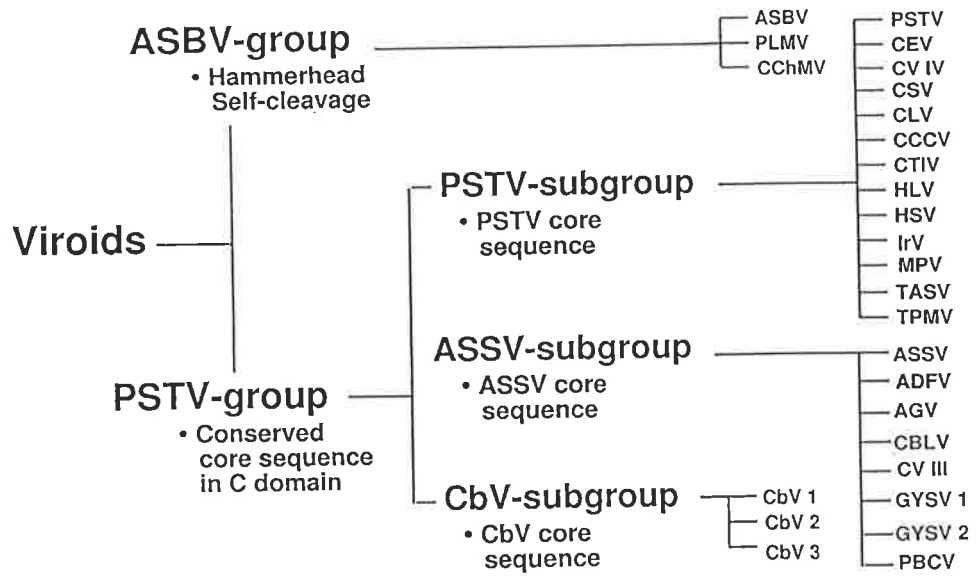 ASBV-group
• Hammerhead
Self-cleavage
ASBV
PLMV
CChMV
Viroids
PSTV-group
• Conserved
core sequence
in C domain
PSTV-subgroup
• PSTV core
sequence
PSTV
CEV
CV IV
CSV
CLV
CCCV
CTIV
HLV
HSV
IrV
MPV
TASV
TPMV
ASSV-subgroup
• ASSV core
sequence
ASSV
ADFV
AGV
CBLV
CV III
GYSV 1
GYSV 2
PBCV
CbV-subgroup
• CbV core
sequence
CbV 1
CbV 2
CbV 3